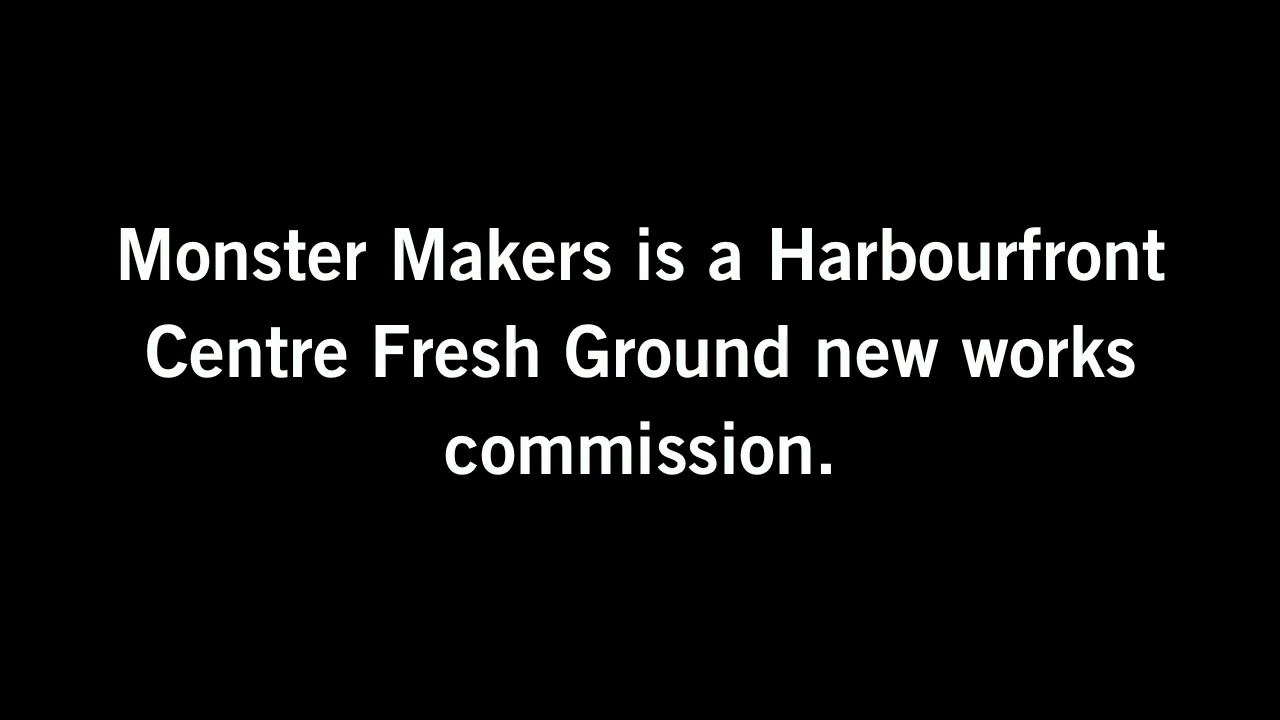 Monster Makers is a Harbourfront
Centre Fresh Ground new works
commission.